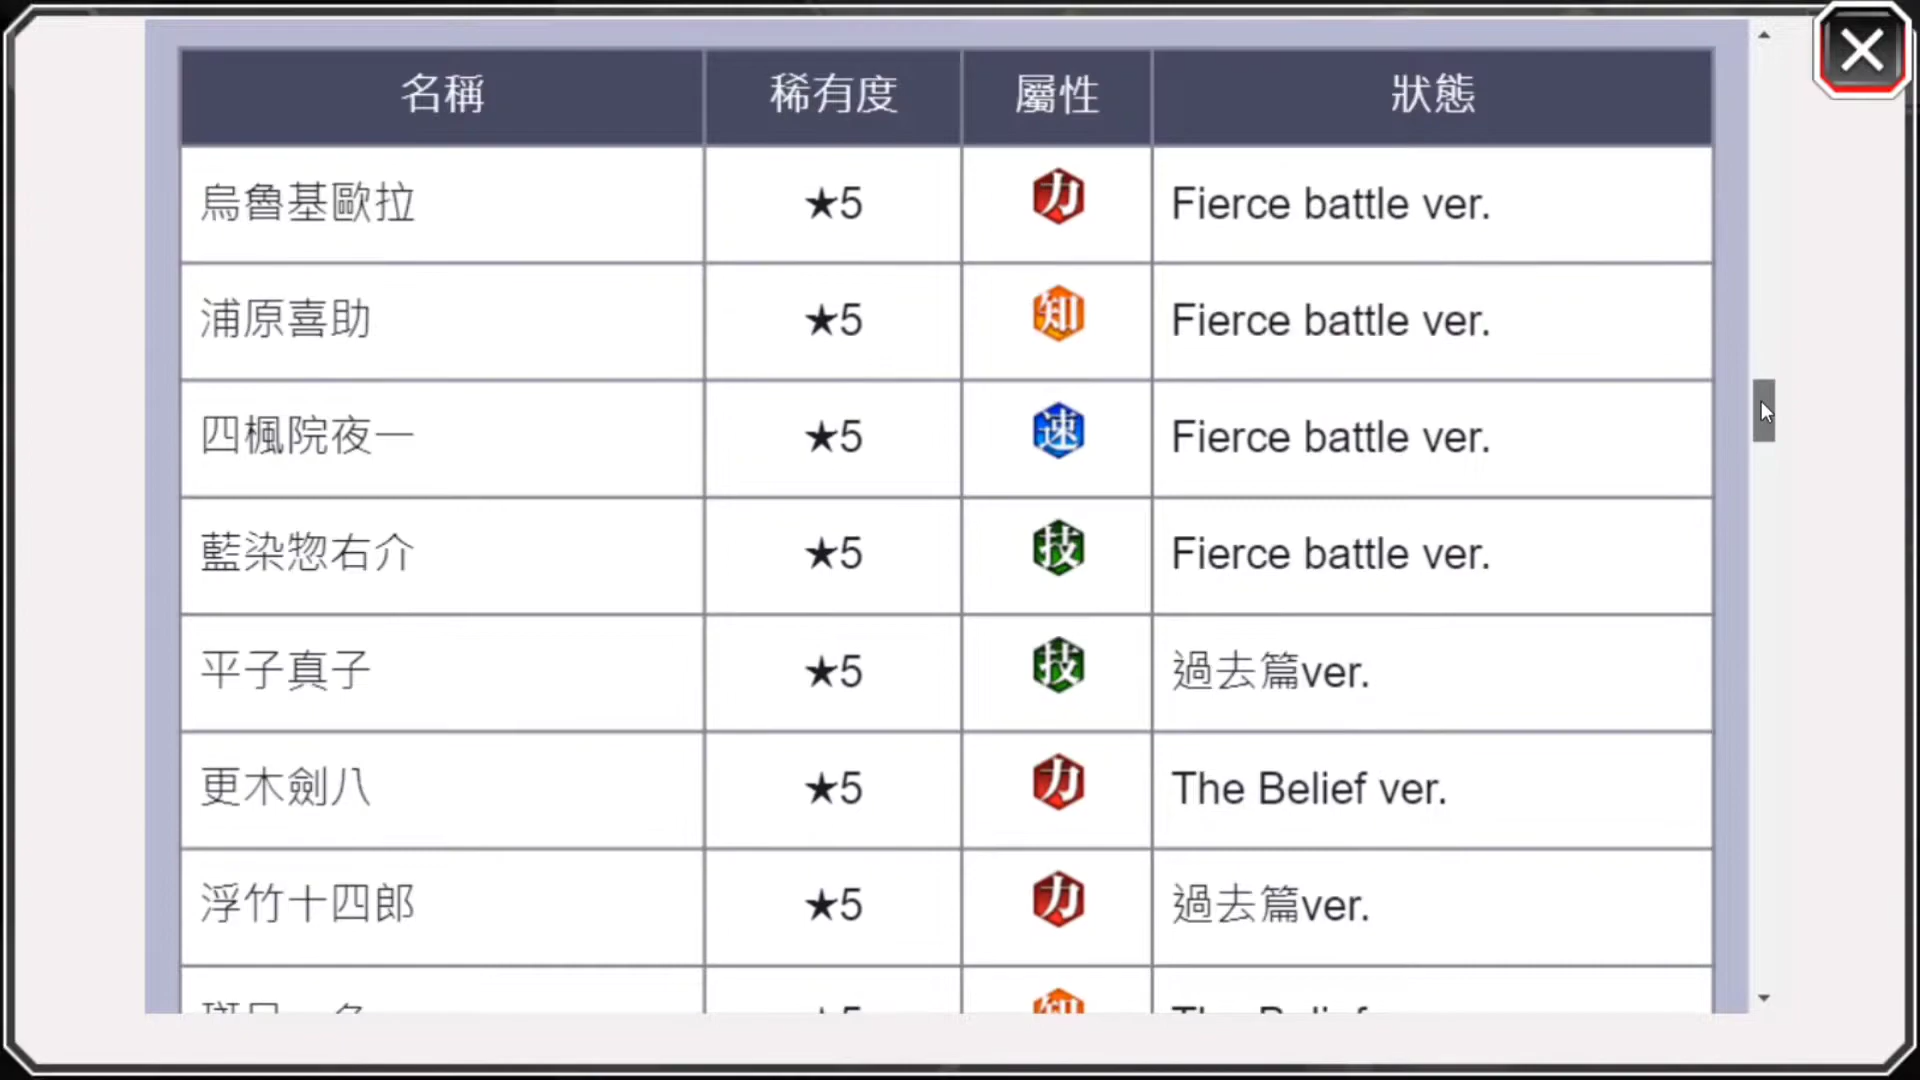 名稱 稀有度 屬性 狀態
烏魯基歐拉 ★5 力 Fierce battle ver.
浦原喜助 ★5 知 Fierce battle ver.
四楓院夜一 ★5 速 Fierce battle ver.
藍染惣右介 ★5 技 Fierce battle ver.
平子真子 ★5 技 過去篇ver.
更木劍八 ★5 力 The Belief ver.
浮竹十四郎 ★5 力 過去篇ver.